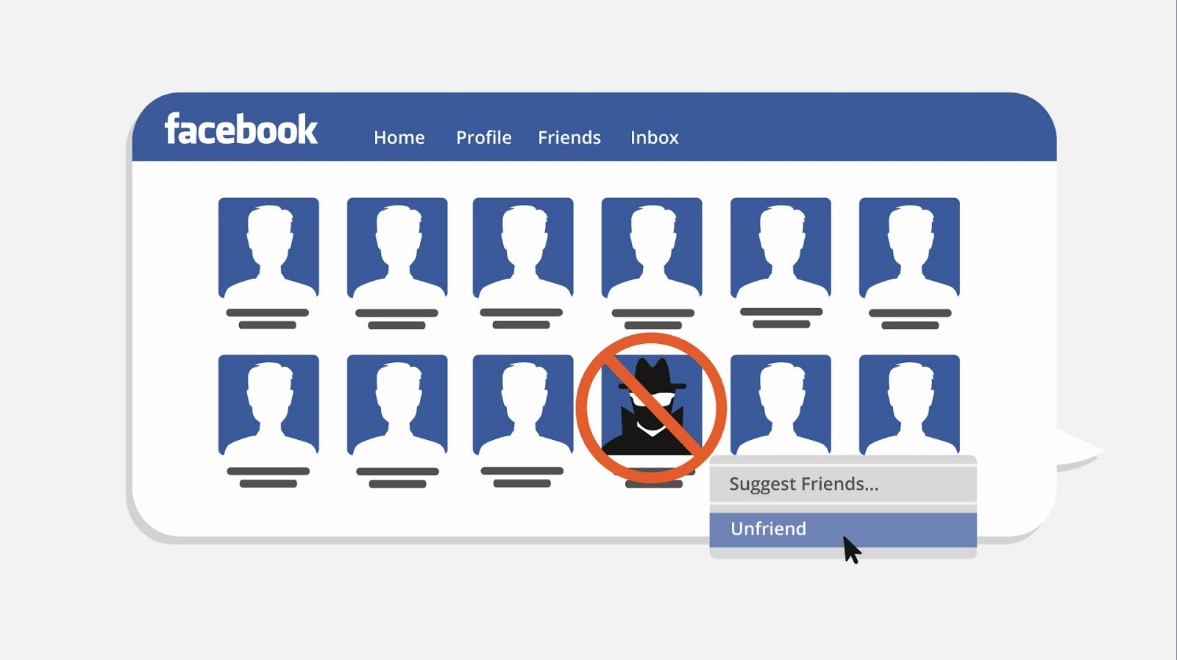 facebook Home Profile Friends Inbox
Suggest Friends...
Unfriend